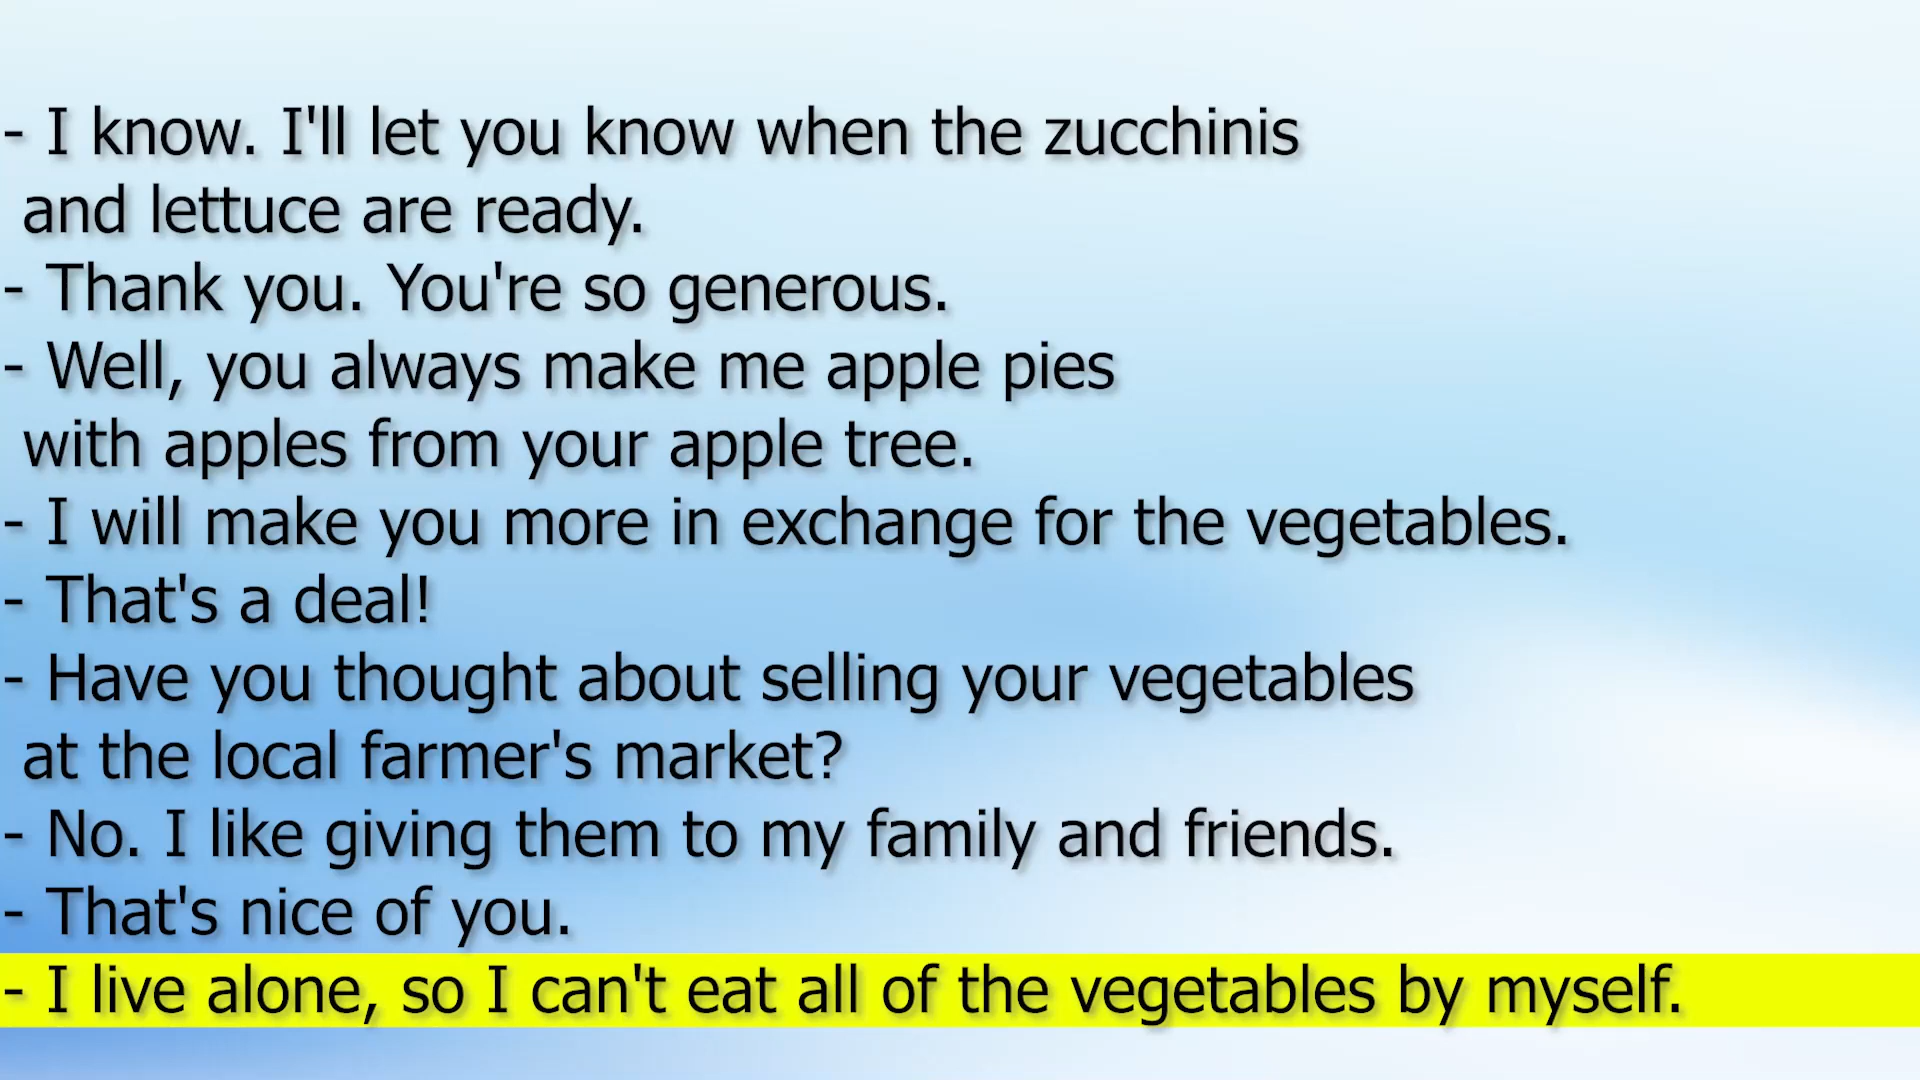 - I know. I'll let you know when the zucchinis
and lettuce are ready.
- Thank you. You're so generous.
- Well, you always make me apple pies
with apples from your apple tree.
- I will make you more in exchange for the vegetables.
- That's a deal!
- Have you thought about selling your vegetables
at the local farmer's market?
- No. I like giving them to my family and friends.
- That's nice of you.
- I live alone, so I can't eat all of the vegetables by myself.